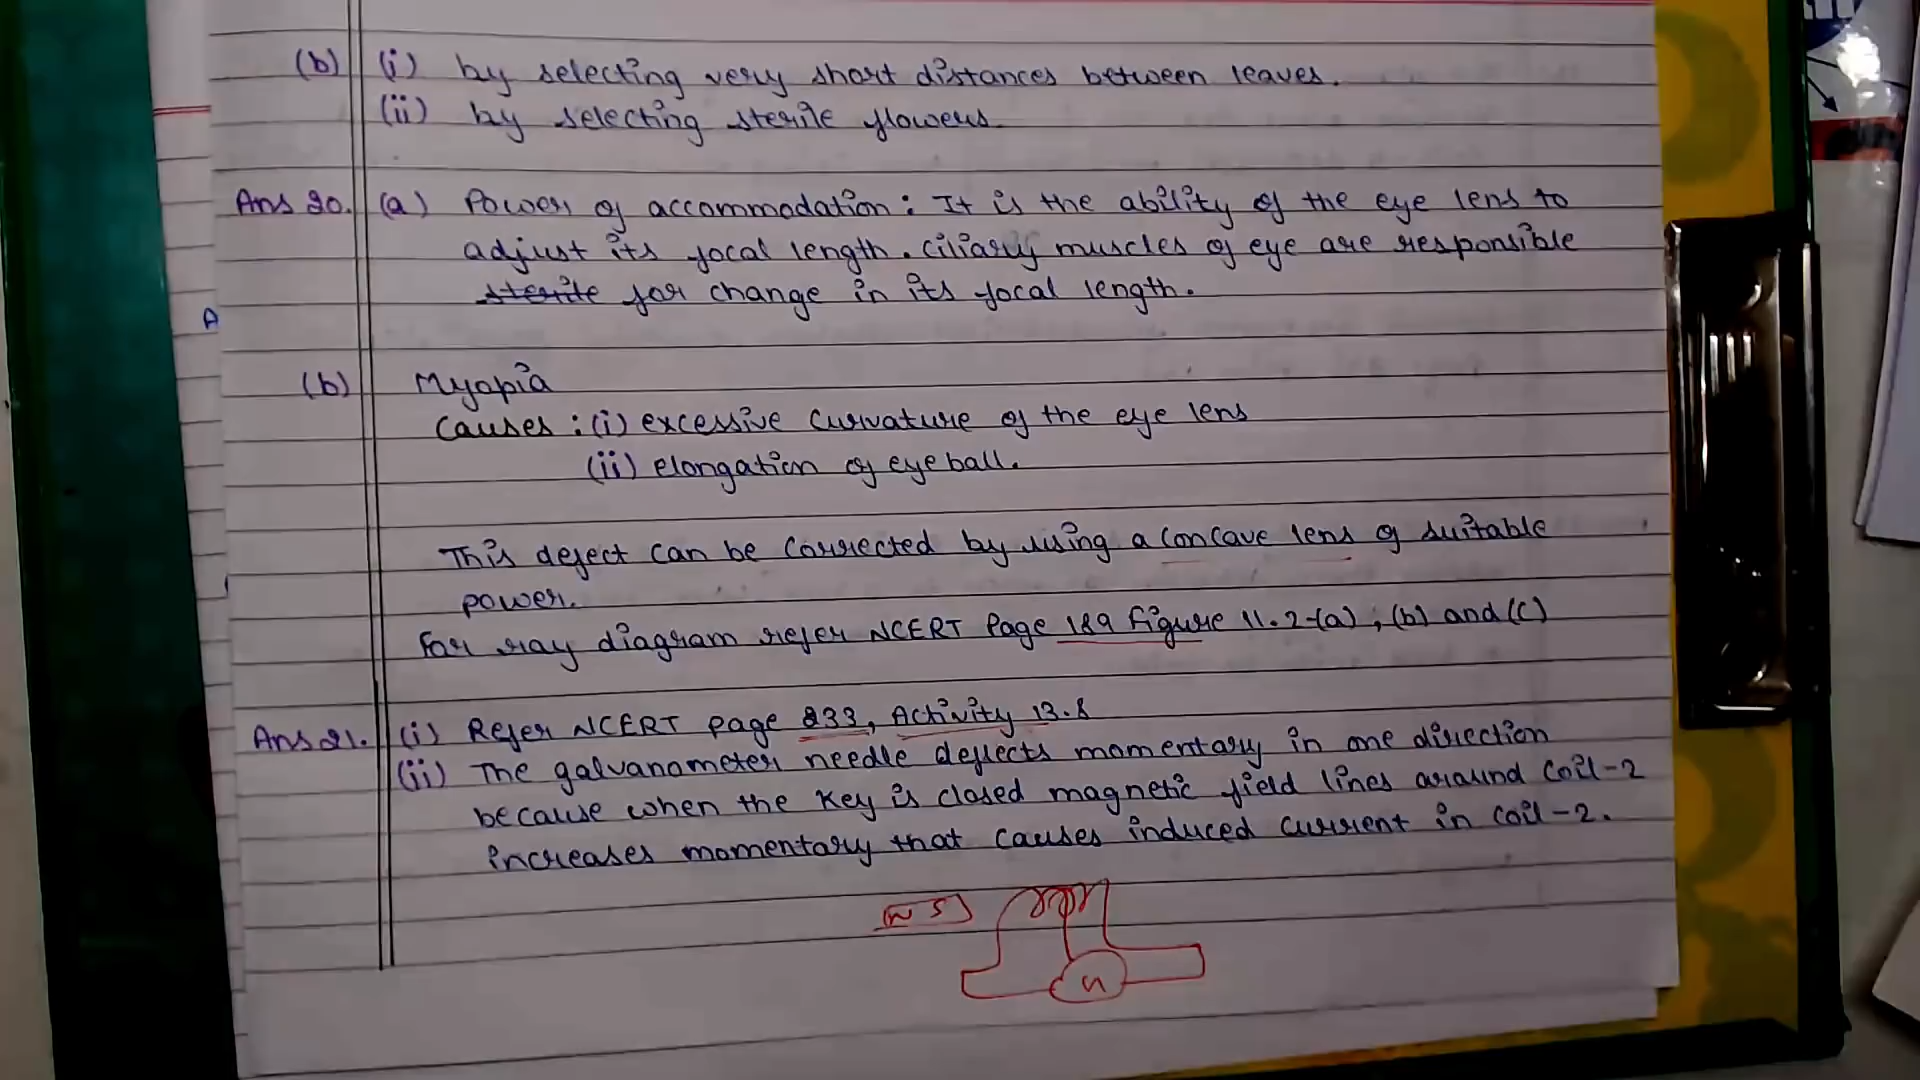 (b) (i) by selecting very short distances between leaves.
(ii) by selecting sterile flowers.
Ans 20. (a) Power of accommodation: It is the ability of the eye lens to
adjust its focal length. ciliary muscles of eye are responsible
sterile for change in its focal length.
A
(b) Myopia
Causes: (i) excessive curvature of the eye lens
(ii) elongation of eyeball.
This defect can be corrected by using a concave lens of suitable
power.
For ray diagram refer NCERT Page 189 Figure 11.2-(a), (b) and (c)
Ans 21. (i) Refer NCERT page 233, Activity 13.8
(ii) The galvanometer needle deflects momentary in one direction
because when the key is closed magnetic field lines around coil-2
increases momentary that causes induced current in coil-2.
N S